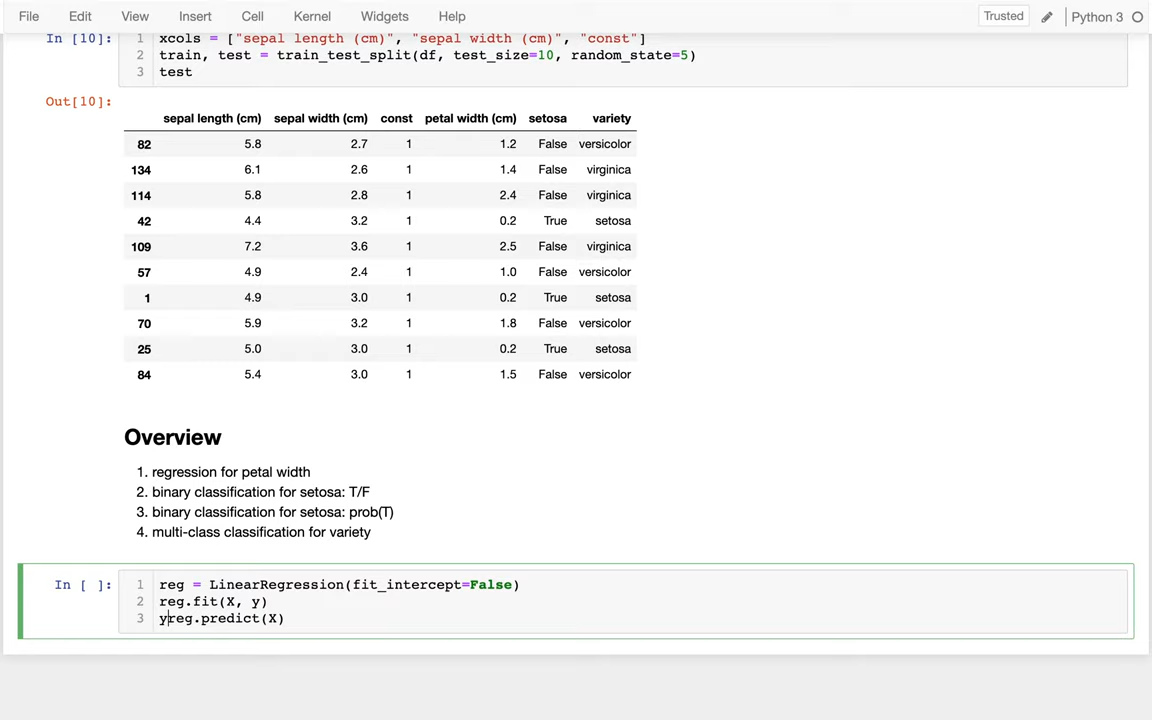 File Edit View Insert Cell Kernel Widgets Help Trusted Python 3
In [10]: 1 xcols = ["sepal length (cm)", "sepal width (cm)", "const"]
2 train, test = train_test_split(df, test_size=10, random_state=5)
3 test
Out[10]:
sepal length (cm) sepal width (cm) const petal width (cm) setosa variety
82 5.8 2.7 1 1.2 False versicolor
134 6.1 2.6 1 1.4 False virginica
114 5.8 2.8 1 2.4 False virginica
42 4.4 3.2 1 0.2 True setosa
109 7.2 3.6 1 2.5 False virginica
57 4.9 2.4 1 1.0 False versicolor
1 4.9 3.0 1 0.2 True setosa
70 5.9 3.2 1 1.8 False versicolor
25 5.0 3.0 1 0.2 True setosa
84 5.4 3.0 1 1.5 False versicolor
Overview
1. regression for petal width
2. binary classification for setosa: T/F
3. binary classification for setosa: prob(T)
4. multi-class classification for variety
In [ ]: 1 reg = LinearRegression(fit_intercept=False)
2 reg.fit(X, y)
3 yreg.predict(X)